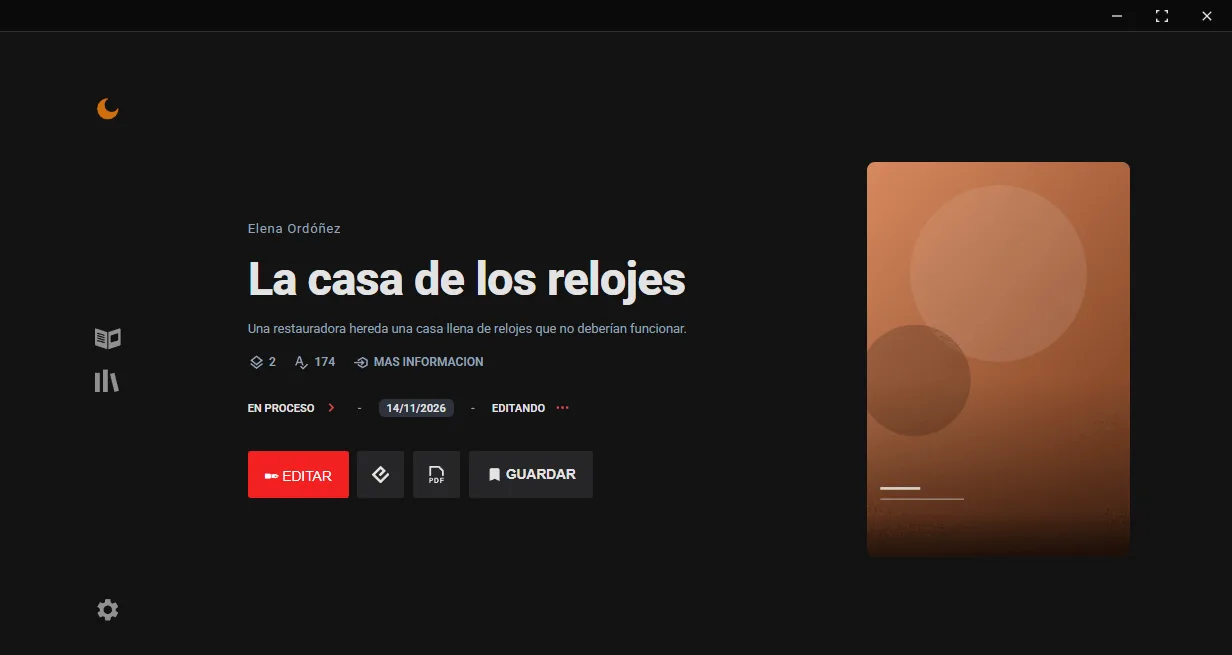 Elena Ordóñez
La casa de los relojes
Una restauradora hereda una casa llena de relojes que no deberían funcionar.
2 174 MAS INFORMACION
EN PROCESO - 14/11/2026 - EDITANDO
EDITAR PDF GUARDAR